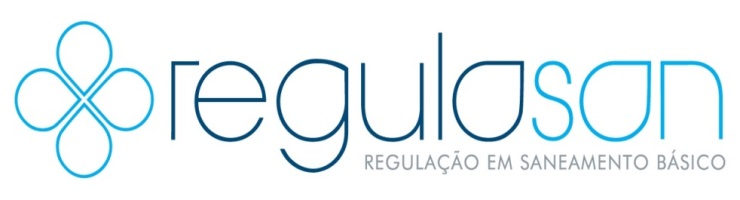 regulasan
REGULAÇÃO EM SANEAMENTO BÁSICO